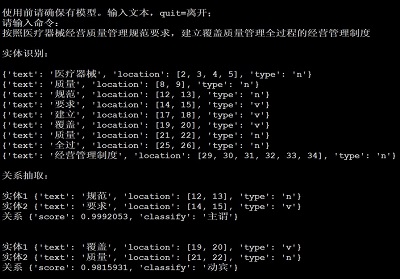 使用前请确保有模型。输入文本，quit=离开；
请输入命令：
按照医疗器械经营质量管理规范要求，建立覆盖质量管理全过程的经营管理制度
实体识别：
{'text': '医疗器械', 'location': [2, 3, 4, 5], 'type': 'n'}
{'text': '质量', 'location': [8, 9], 'type': 'n'}
{'text': '规范', 'location': [12, 13], 'type': 'n'}
{'text': '要求', 'location': [14, 15], 'type': 'v'}
{'text': '建立', 'location': [17, 18], 'type': 'v'}
{'text': '覆盖', 'location': [19, 20], 'type': 'v'}
{'text': '质量', 'location': [21, 22], 'type': 'n'}
{'text': '全过', 'location': [25, 26], 'type': 'n'}
{'text': '经营管理制度', 'location': [29, 30, 31, 32, 33, 34], 'type': 'n'}
关系抽取：
实体1 {'text': '规范', 'location': [12, 13], 'type': 'n'}
实体2 {'text': '要求', 'location': [14, 15], 'type': 'v'}
关系 {'score': 0.9992053, 'classify': '主谓'}
实体1 {'text': '覆盖', 'location': [19, 20], 'type': 'v'}
实体2 {'text': '质量', 'location': [21, 22], 'type': 'n'}
关系 {'score': 0.9815931, 'classify': '动宾'}